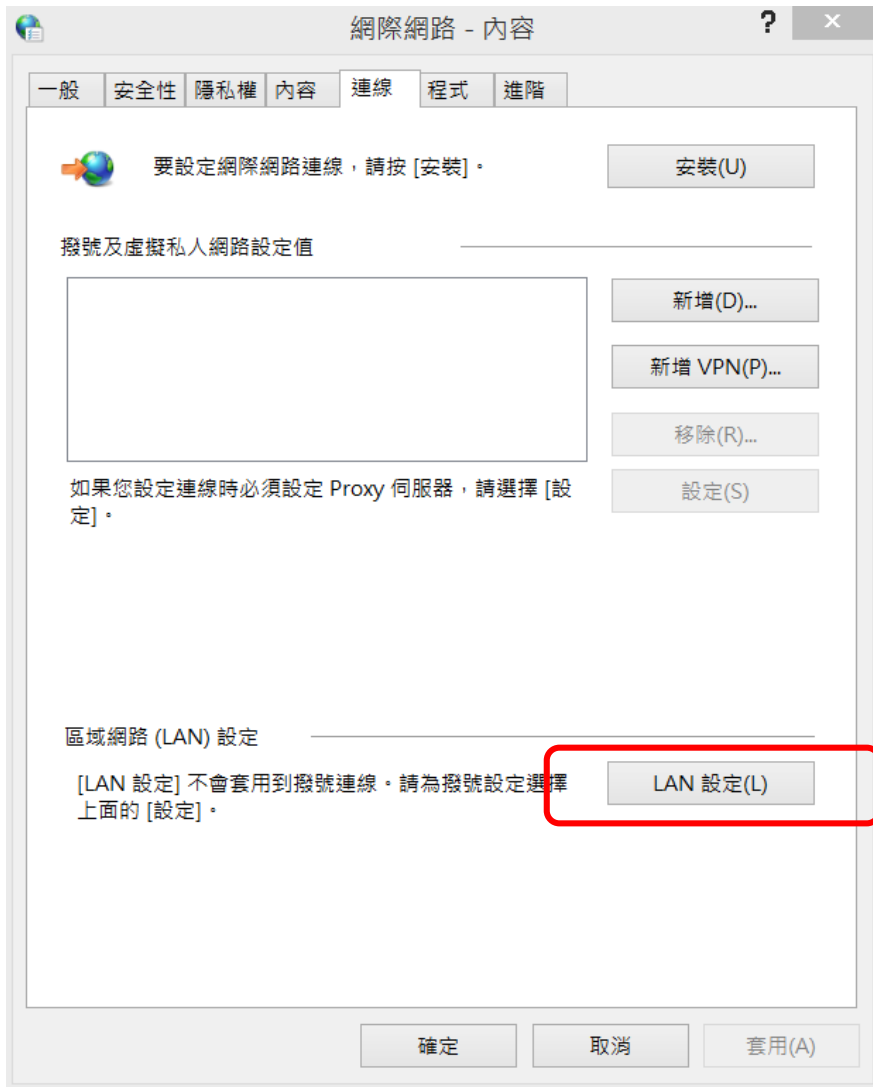 網際網路 - 內容
?
x
一般 安全性 隱私權 內容 連線 程式 進階
要設定網際網路連線，請按 [安裝]。
安裝(U)
撥號及虛擬私人網路設定值
新增(D)...
新增 VPN(P)...
移除(R)...
如果您設定連線時必須設定 Proxy 伺服器，請選擇 [設
定]。
設定(S)
區域網路 (LAN) 設定
[LAN 設定] 不會套用到撥號連線。請為撥號設定選擇
上面的 [設定]。
LAN 設定(L)
確定 取消 套用(A)